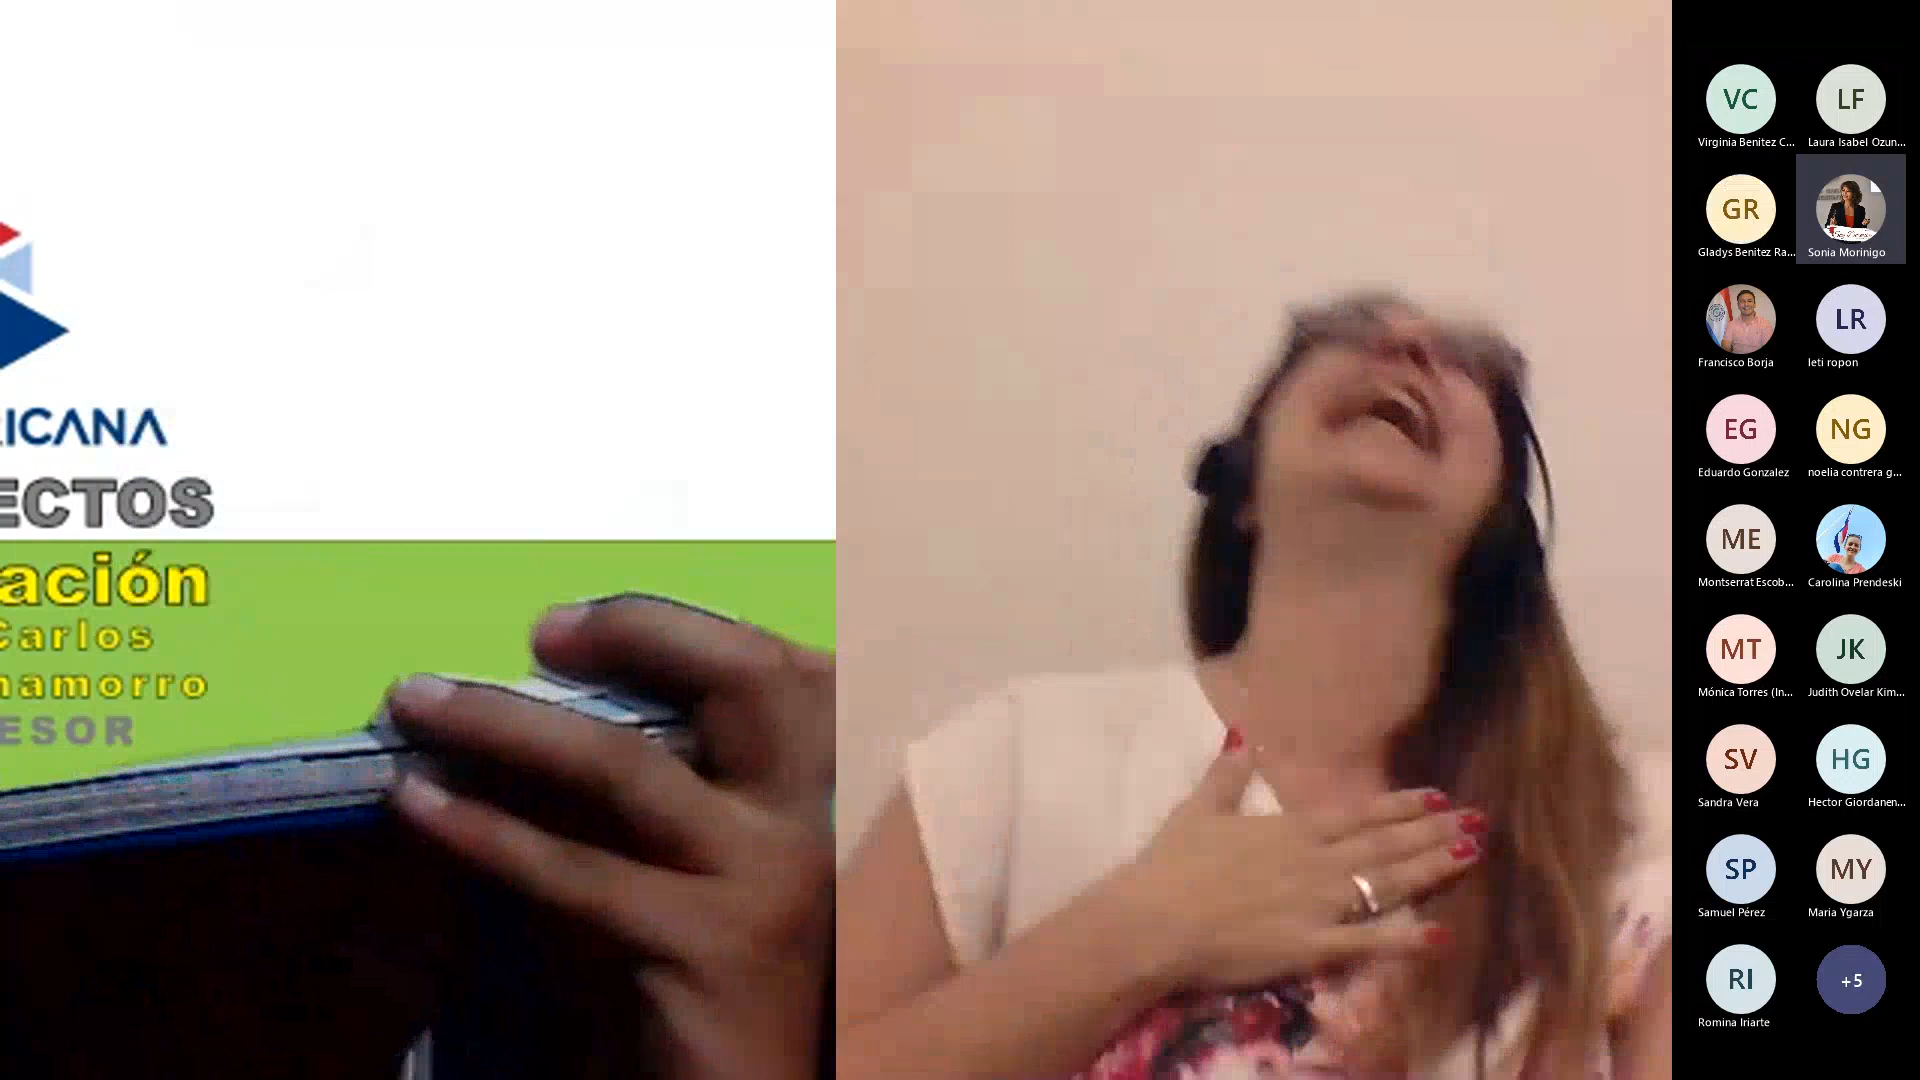 RICANA
ECTOS
ación
Carlos
namorro
ESOR
VC
Virginia Benitez C...
LF
Laura Isabel Ozun...
GR
Gladys Benitez Ra...
Sonia Morinigo
Francisco Borja
LR
leti ropon
EG
Eduardo Gonzalez
NG
noelia contrera g...
ME
Montserrat Escob...
Carolina Prendeski
MT
Mónica Torres (In...
JK
Judith Ovelar Kim...
SV
Sandra Vera
HG
Hector Giordanen...
SP
Samuel Pérez
MY
Maria Ygarza
RI
Romina Iriarte
+5